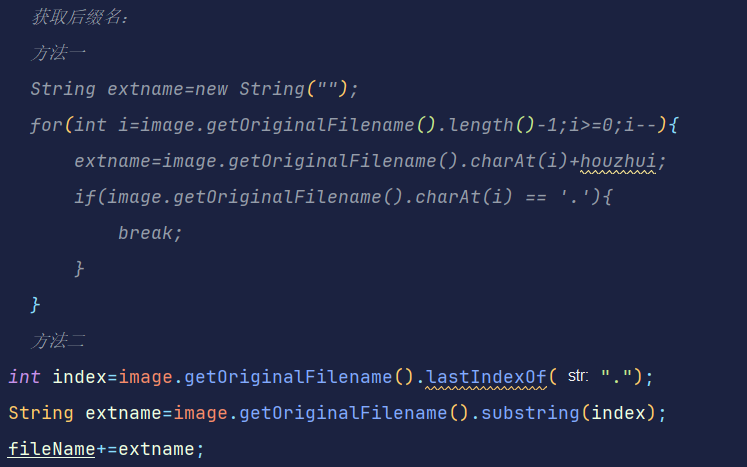 获取后缀名:
方法一
String extname=new String("");
for(int i=image.getOriginalFilename().length()-1;i>=0;i--){
extname=image.getOriginalFilename().charAt(i)+houzhui;
if(image.getOriginalFilename().charAt(i) == '.'){
break;
}
}
方法二
int index=image.getOriginalFilename().lastIndexOf( str: ".");
String extname=image.getOriginalFilename().substring(index);
fileName+=extname;